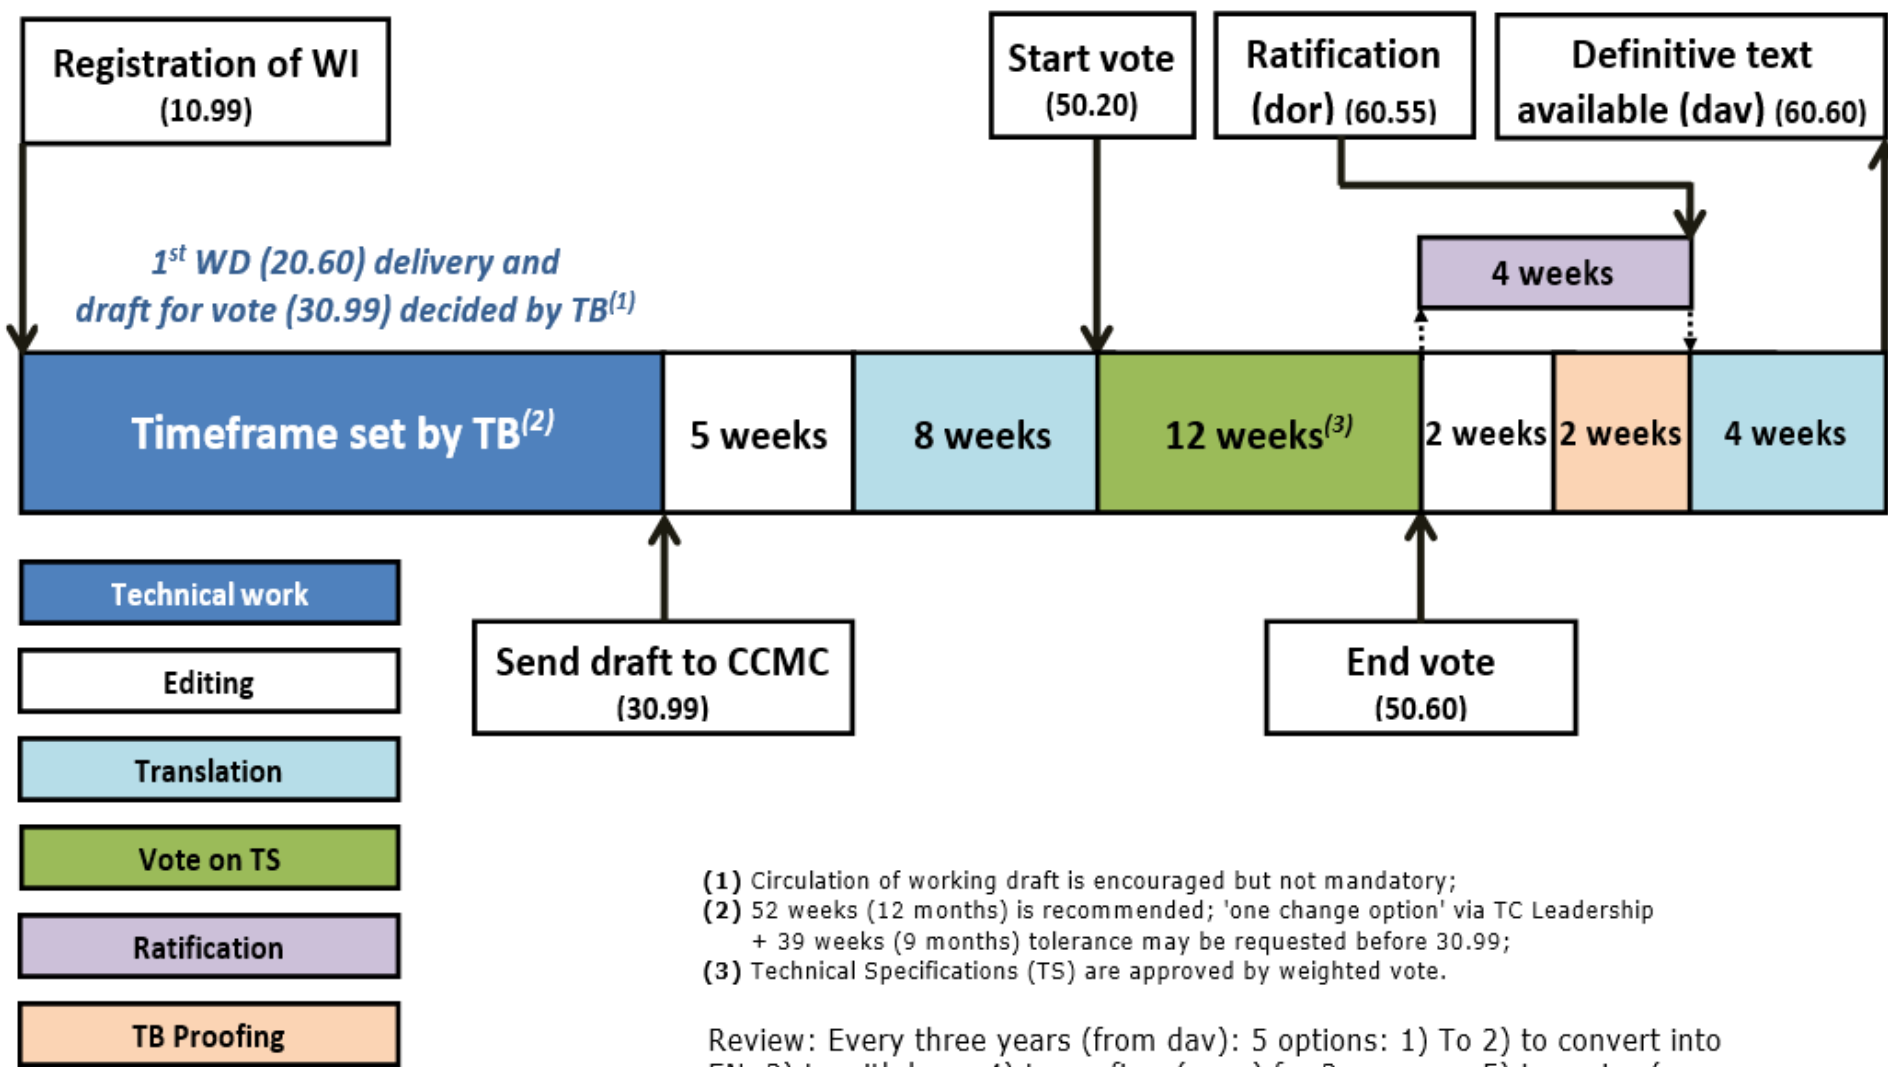 Registration of WI
(10.99)
Start vote
(50.20)
Ratification
(dor) (60.55)
Definitive text
available (dav) (60.60)
1st WD (20.60) delivery and
draft for vote (30.99) decided by TB(1)
4 weeks
Timeframe set by TB(2)
5 weeks
8 weeks
12 weeks(3)
2 weeks
2 weeks
4 weeks
Technical work
Editing
Translation
Vote on TS
Ratification
TB Proofing
Send draft to CCMC
(30.99)
End vote
(50.60)
(1) Circulation of working draft is encouraged but not mandatory;
(2) 52 weeks (12 months) is recommended; 'one change option' via TC Leadership
+ 39 weeks (9 months) tolerance may be requested before 30.99;
(3) Technical Specifications (TS) are approved by weighted vote.
Review: Every three years (from dav): 5 options: 1) To 2) to convert into